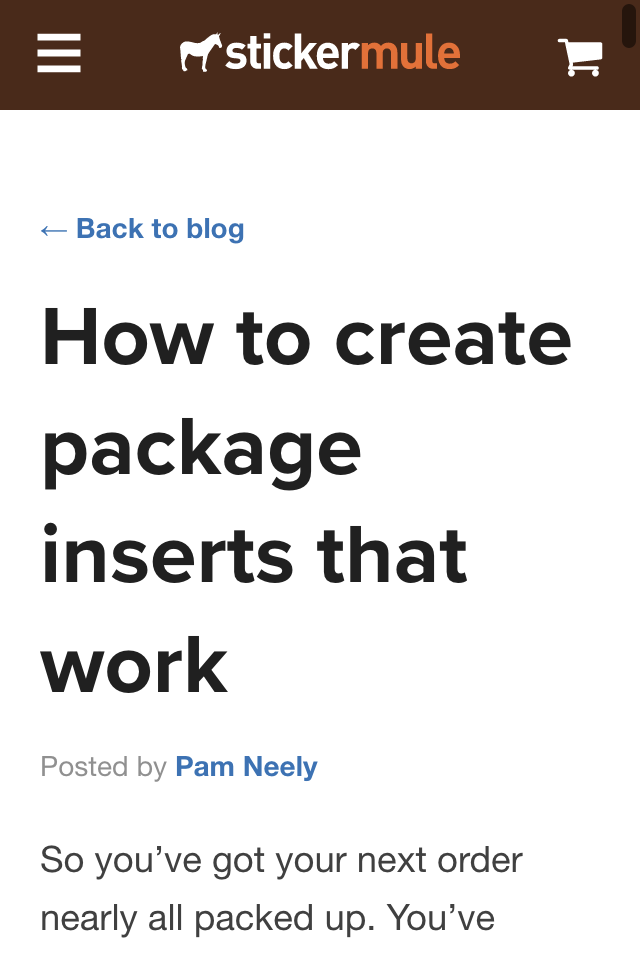 stickermule
← Back to blog
How to create
package
inserts that
work
Posted by Pam Neely
So you’ve got your next order
nearly all packed up. You’ve